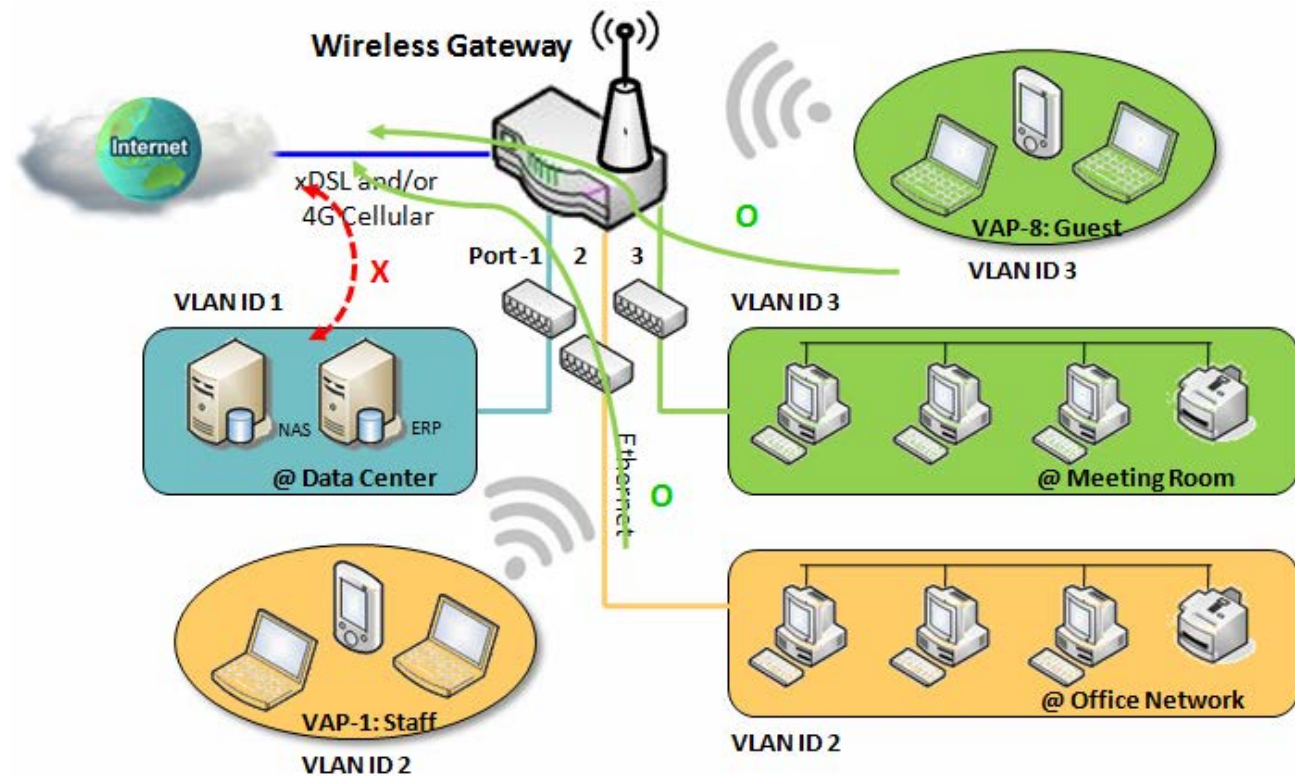 Wireless Gateway
Internet
xDSL and/or
4G Cellular
O
VAP-8: Guest
VLAN ID 3
Port -1
2
3
X
VLAN ID 1
VLAN ID 3
NAS
ERP
@ Data Center
Ethernet
O
@ Meeting Room
VAP-1: Staff
VLAN ID 2
@ Office Network
VLAN ID 2